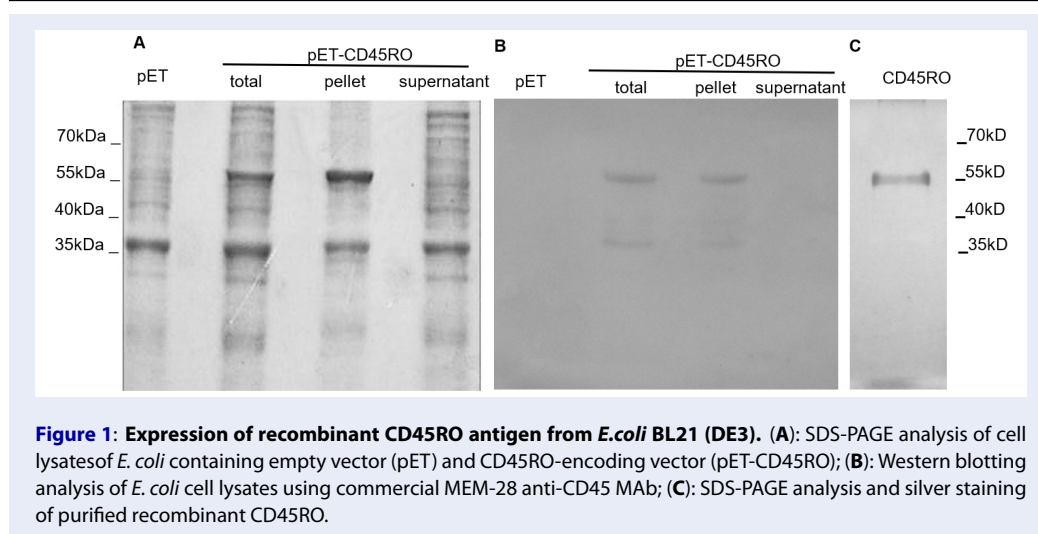 A
pET-CD45RO
pET
total
pellet
supernatant
70kDa
55kDa
40kDa
35kDa
B
pET-CD45RO
pET
total
pellet
supernatant
C
CD45RO
70kD
55kD
40kD
35kD
Figure 1: Expression of recombinant CD45RO antigen from E.coli BL21 (DE3). (A): SDS-PAGE analysis of cell
lysatesof E. coli containing empty vector (pET) and CD45RO-encoding vector (pET-CD45RO); (B): Western blotting
analysis of E. coli cell lysates using commercial MEM-28 anti-CD45 MAb; (C): SDS-PAGE analysis and silver staining
of purified recombinant CD45RO.